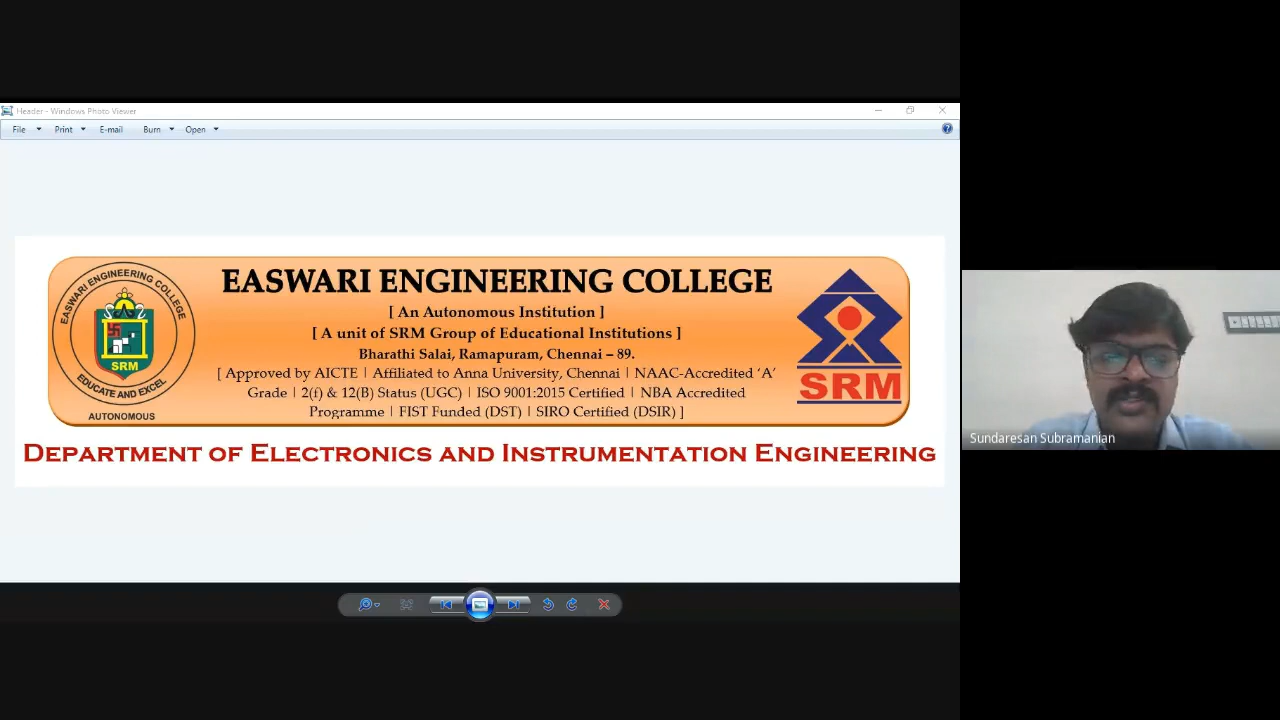 Header - Windows Photo Viewer
File Print E-mail Burn Open
EASWARI ENGINEERING COLLEGE
[ An Autonomous Institution ]
[ A unit of SRM Group of Educational Institutions ]
Bharathi Salai, Ramapuram, Chennai – 89.
[ Approved by AICTE | Affiliated to Anna University, Chennai | NAAC-Accredited ‘A’
Grade | 2(f) & 12(B) Status (UGC) | ISO 9001:2015 Certified | NBA Accredited
Programme | FIST Funded (DST) | SIRO Certified (DSIR) ]
EASWARI ENGINEERING COLLEGE
SRM
EDUCATE AND EXCEL
AUTONOMOUS
SRM
DEPARTMENT OF ELECTRONICS AND INSTRUMENTATION ENGINEERING
Sundaresan Subramanian